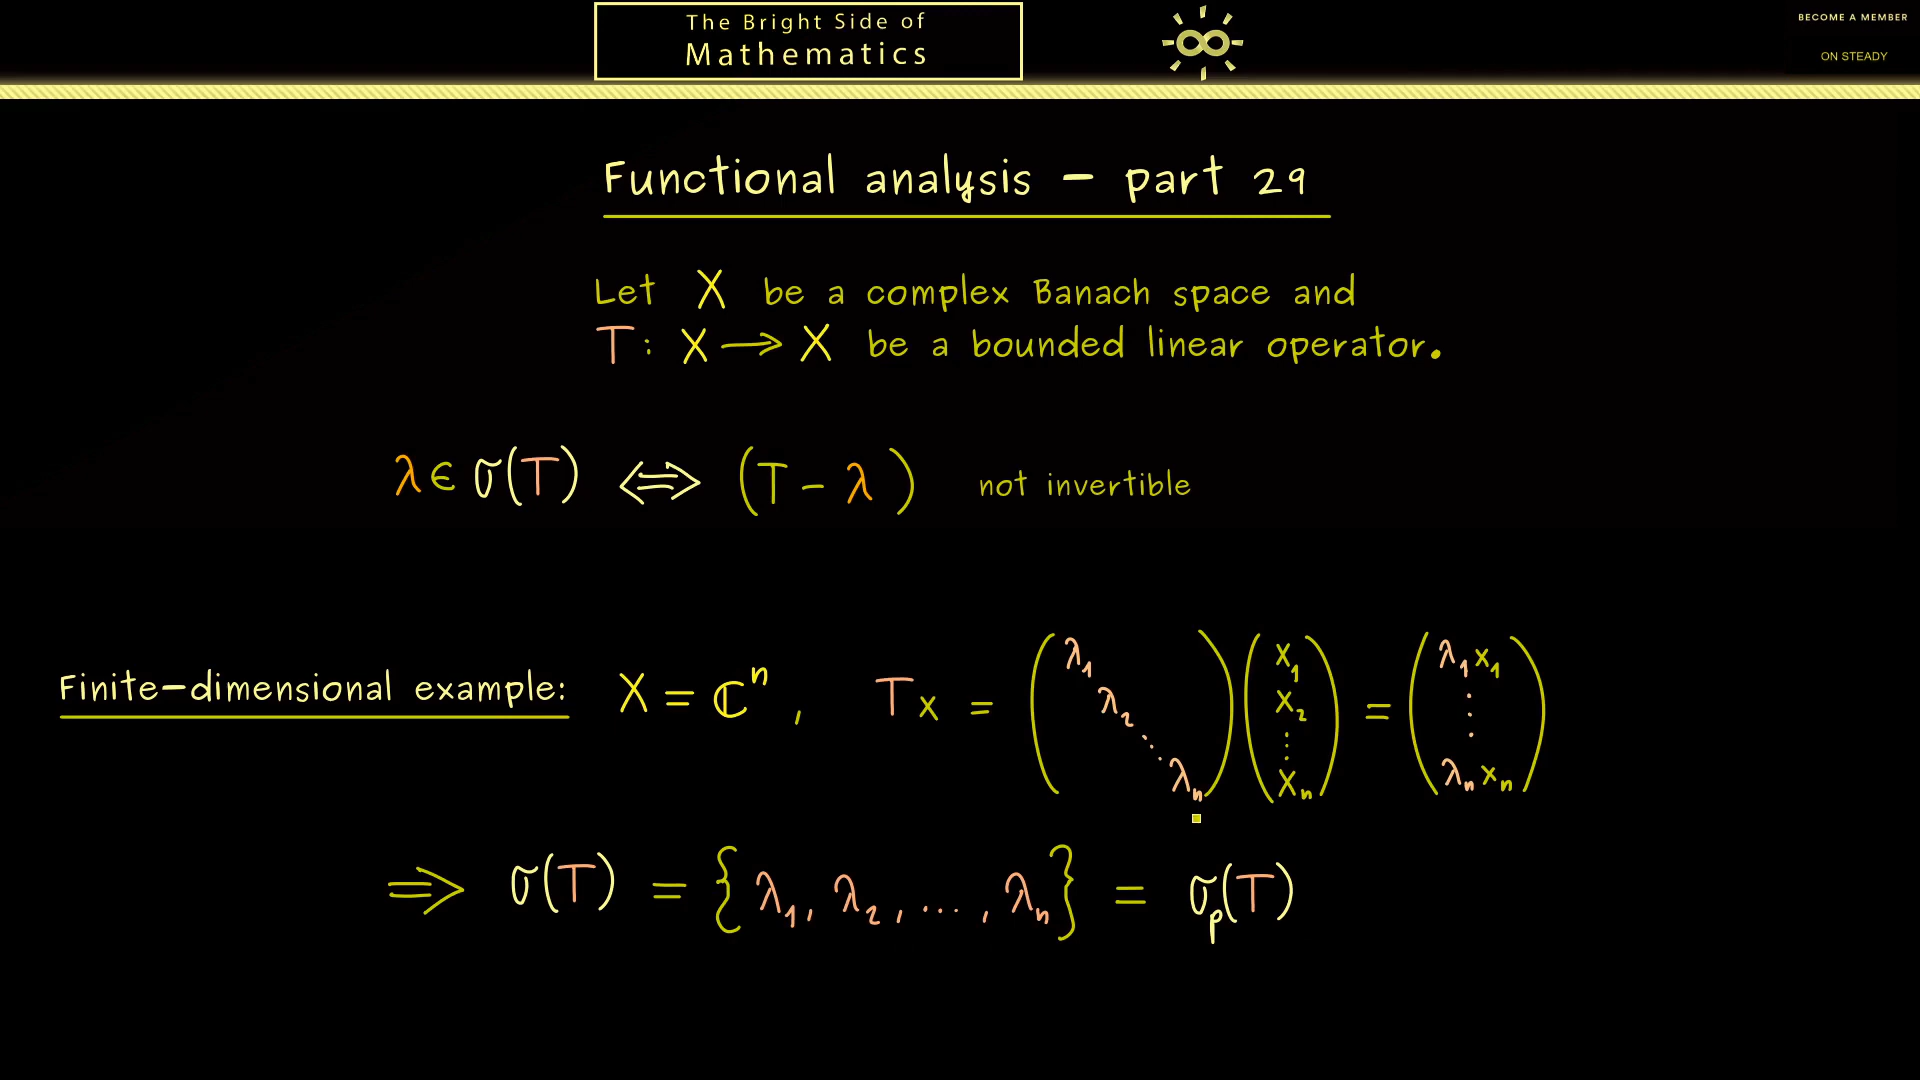 The Bright Side of
Mathematics
BECOME A MEMBER
ON STEADY
Functional analysis – part 29
Let X be a complex Banach space and
T: X → X be a bounded linear operator.
λ ∈ σ(T) ⟺ (T – λ) not invertible
Finite-dimensional example: X = ℂⁿ, Tx = (λ₁ λ₂ ⋱ λₙ)(x₁ x₂ ⋮ xₙ) = (λ₁x₁ ⋮ λₙxₙ)
⟹ σ(T) = {λ₁, λ₂, ..., λₙ} = σₚ(T)